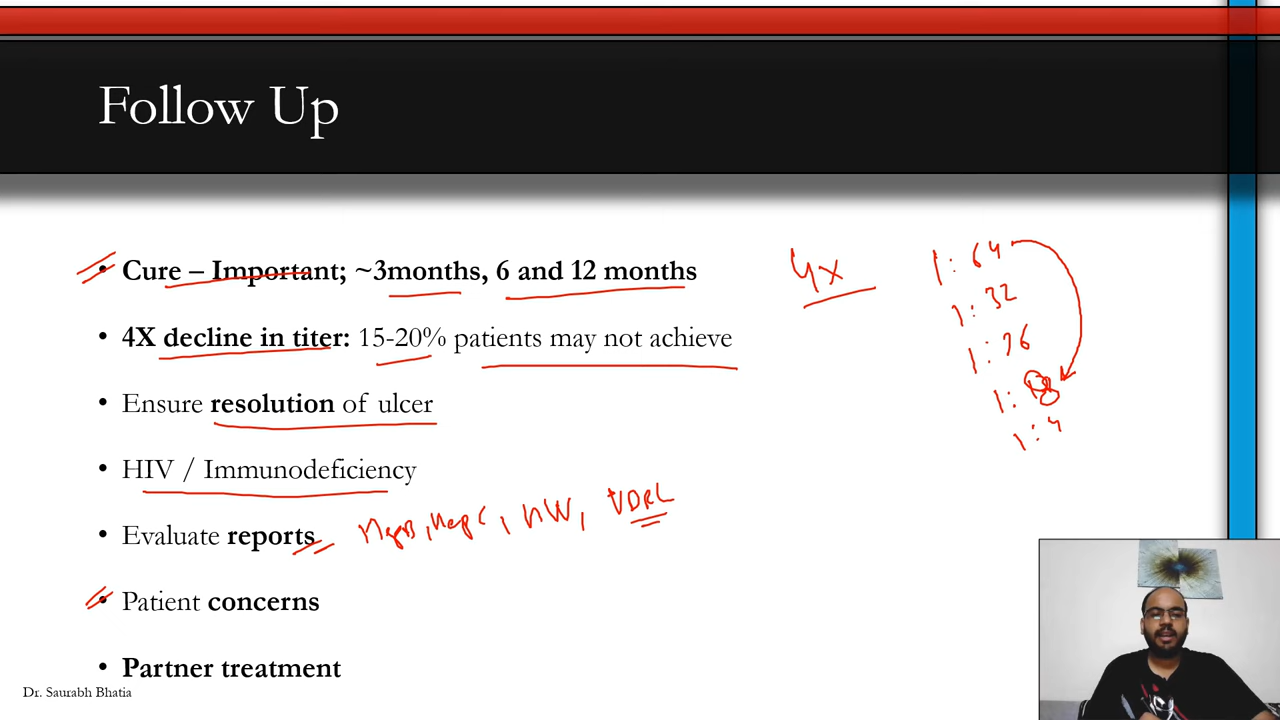 Follow Up
• Cure – Important; ~3months, 6 and 12 months
• 4X decline in titer: 15-20% patients may not achieve
• Ensure resolution of ulcer
• HIV / Immunodeficiency
• Evaluate reports HepB, HepC, HIV, VDRL
• Patient concerns
• Partner treatment
Dr. Saurabh Bhatia
4x
1:64
1:32
1:
1:8
1:4